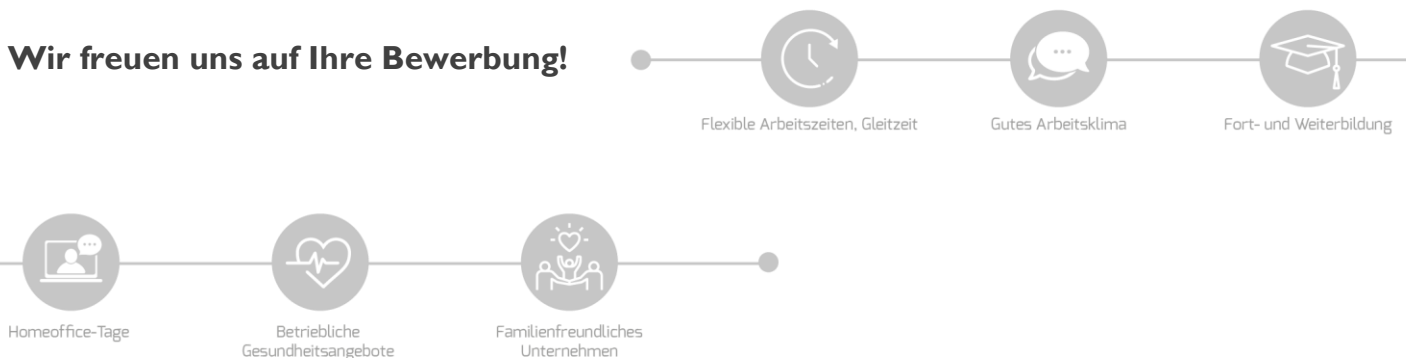 Wir freuen uns auf Ihre Bewerbung!
Flexible Arbeitszeiten, Gleitzeit
Gutes Arbeitsklima
Fort- und Weiterbildung
Homeoffice-Tage
Betriebliche
Gesundheitsangebote
Familienfreundliches
Unternehmen